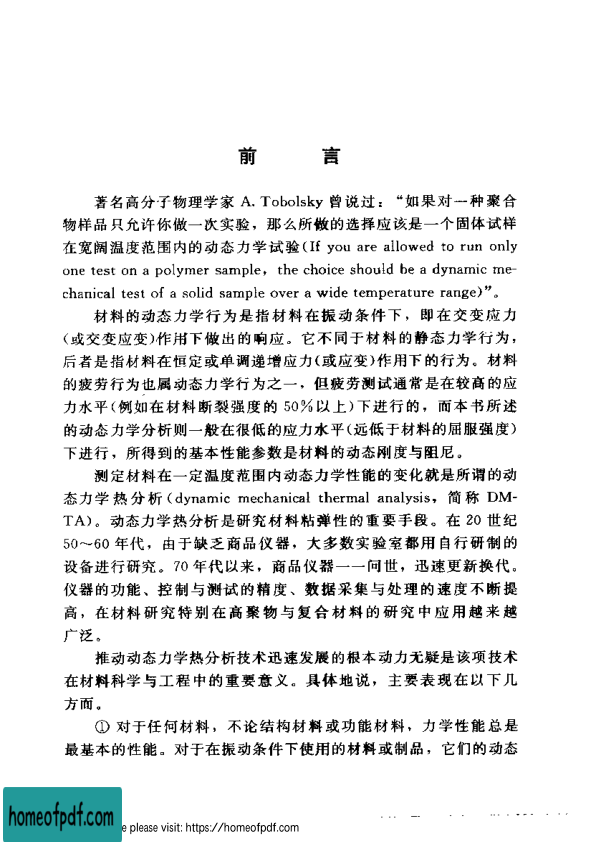 前 言
著名高分子物理学家 A. Tobolsky 曾说过：“如果对一种聚合
物样品只允许你做一次实验，那么所做的选择应该是一个固体试样
在宽阔温度范围内的动态力学试验(If you are allowed to run only
one test on a polymer sample, the choice should be a dynamic me-
chanical test of a solid sample over a wide temperature range)”。
材料的动态力学行为是指材料在振动条件下，即在交变应力
(或交变应变)作用下做出的响应。它不同于材料的静态力学行为，
后者是指材料在恒定或单调递增应力(或应变)作用下的行为。材料
的疲劳行为也属动态力学行为之一，但疲劳测试通常是在较高的应
力水平(例如在材料断裂强度的 50%以上)下进行的，而本书所述
的动态力学分析则一般在很低的应力水平(远低于材料的屈服强度)
下进行，所得到的基本性能参数是材料的动态刚度与阻尼。
测定材料在一定温度范围内动态力学性能的变化就是所谓的动
态力学热分析(dynamic mechanical thermal analysis，简称 DM-
TA)。动态力学热分析是研究材料粘弹性的重要手段。在 20 世纪
50～60 年代，由于缺乏商品仪器，大多数实验室都用自行研制的
设备进行研究。70 年代以来，商品仪器一一问世，迅速更新换代。
仪器的功能、控制与测试的精度、数据采集与处理的速度不断提
高，在材料研究特别在高聚物与复合材料的研究中应用越来越
广泛。
推动动态力学热分析技术迅速发展的根本动力无疑是该项技术
在材料科学与工程中的重要意义。具体地说，主要表现在以下几
方面。
① 对于任何材料，不论结构材料或功能材料，力学性能总是
最基本的性能。对于在振动条件下使用的材料或制品，它们的动态
homeofpdf.com
please visit: https://homeofpdf.com